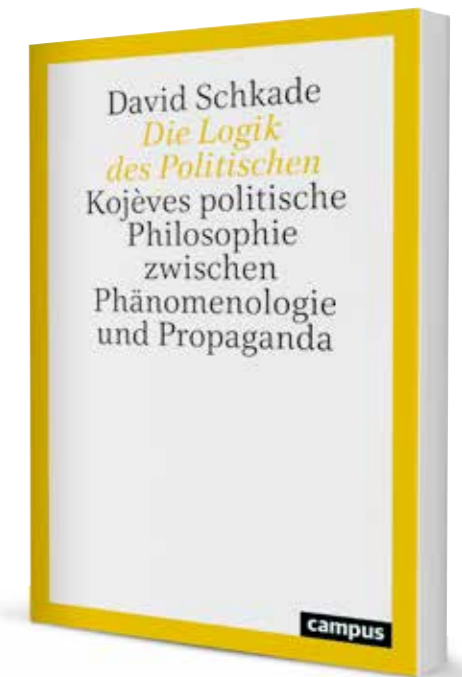 David Schkade
Die Logik
des Politischen
Kojèves politische
Philosophie
zwischen
Phänomenologie
und Propaganda
campus